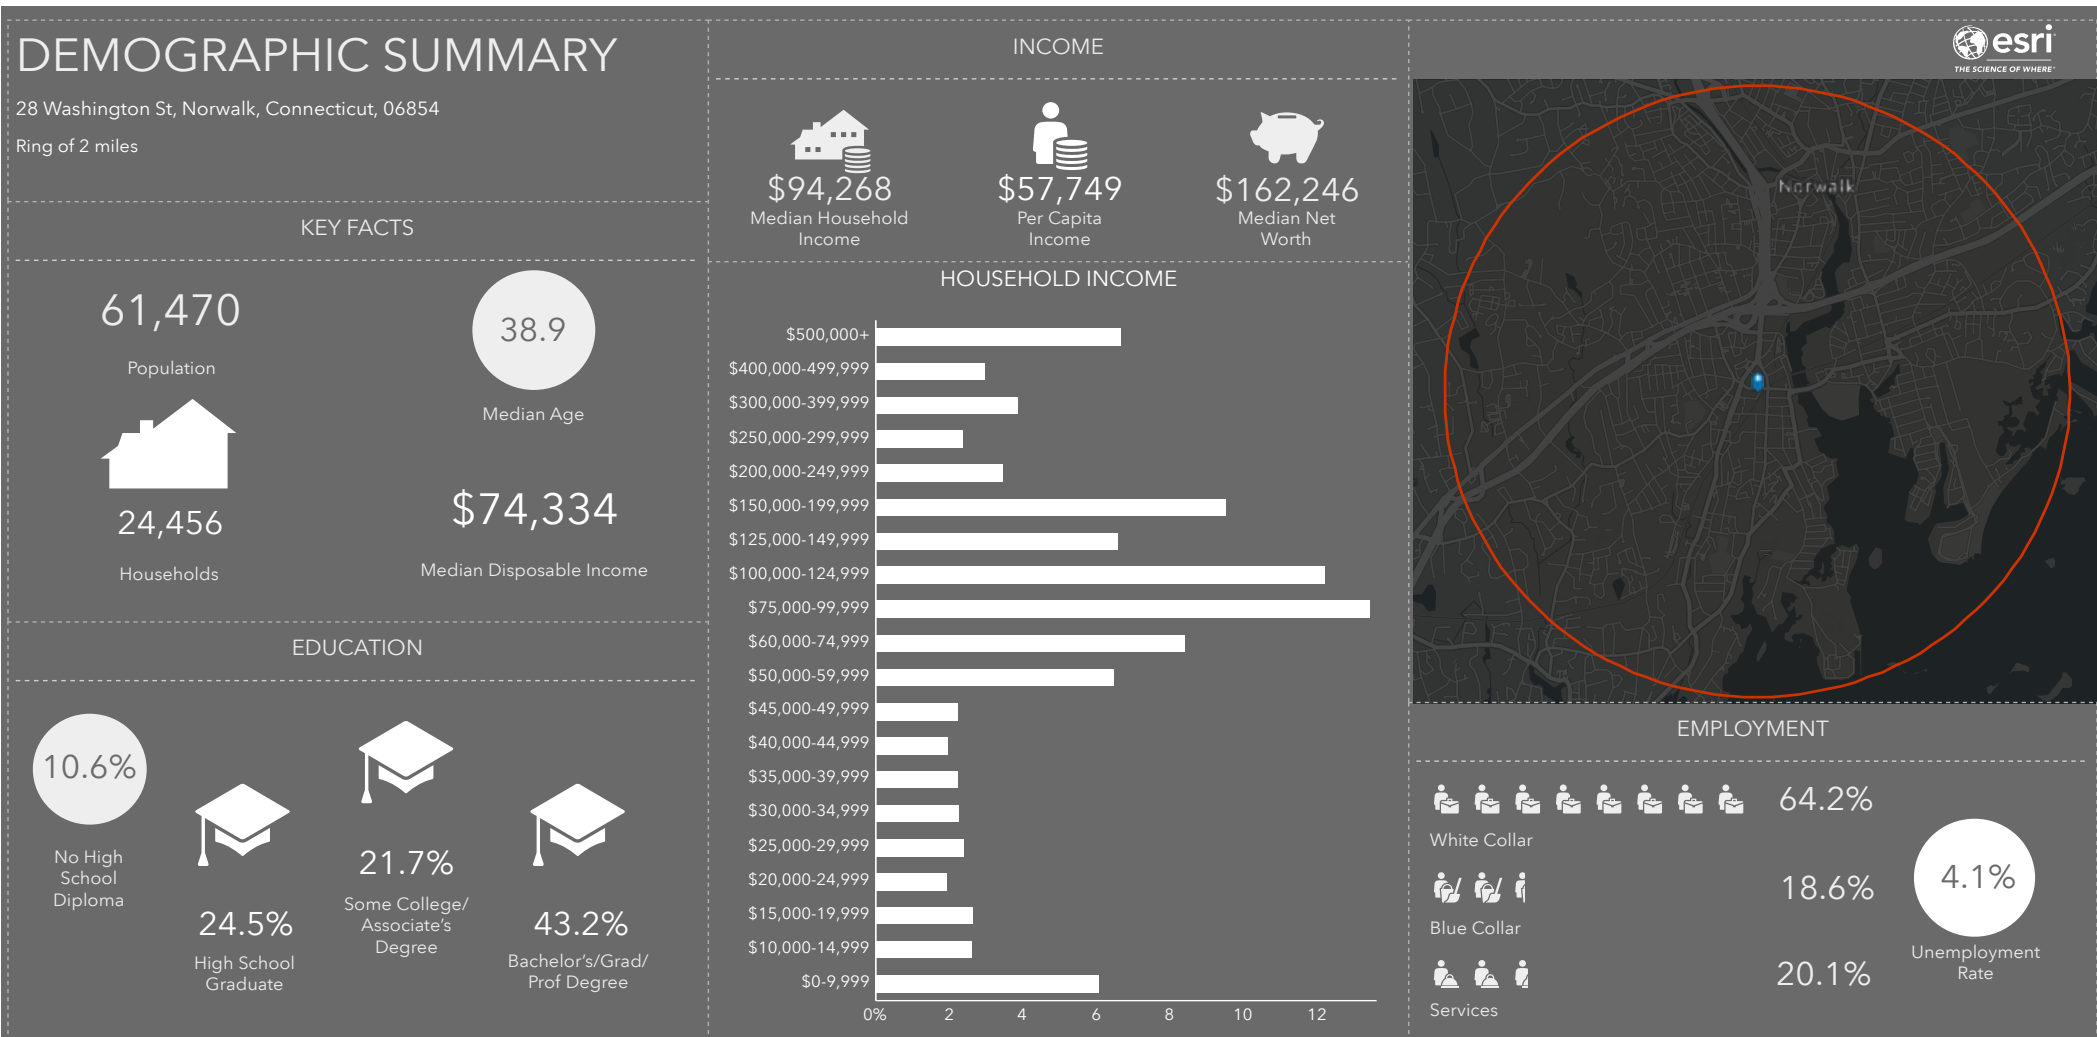 DEMOGRAPHIC SUMMARY
28 Washington St, Norwalk, Connecticut, 06854
Ring of 2 miles
KEY FACTS
61,470
Population
38.9
Median Age
24,456
Households
$74,334
Median Disposable Income
EDUCATION
10.6%
No High
School
Diploma
24.5%
High School
Graduate
21.7%
Some College/
Associate's
Degree
43.2%
Bachelor's/Grad/
Prof Degree
INCOME
$94,268
Median Household
Income
$57,749
Per Capita
Income
$162,246
Median Net
Worth
HOUSEHOLD INCOME
$500,000+
$400,000-499,999
$300,000-399,999
$250,000-299,999
$200,000-249,999
$150,000-199,999
$125,000-149,999
$100,000-124,999
$75,000-99,999
$60,000-74,999
$50,000-59,999
$45,000-49,999
$40,000-44,999
$35,000-39,999
$30,000-34,999
$25,000-29,999
$20,000-24,999
$15,000-19,999
$10,000-14,999
$0-9,999
0% 2 4 6 8 10 12
esri
THE SCIENCE OF WHERE
Norwalk
EMPLOYMENT
64.2%
White Collar
18.6%
Blue Collar
20.1%
Services
4.1%
Unemployment
Rate